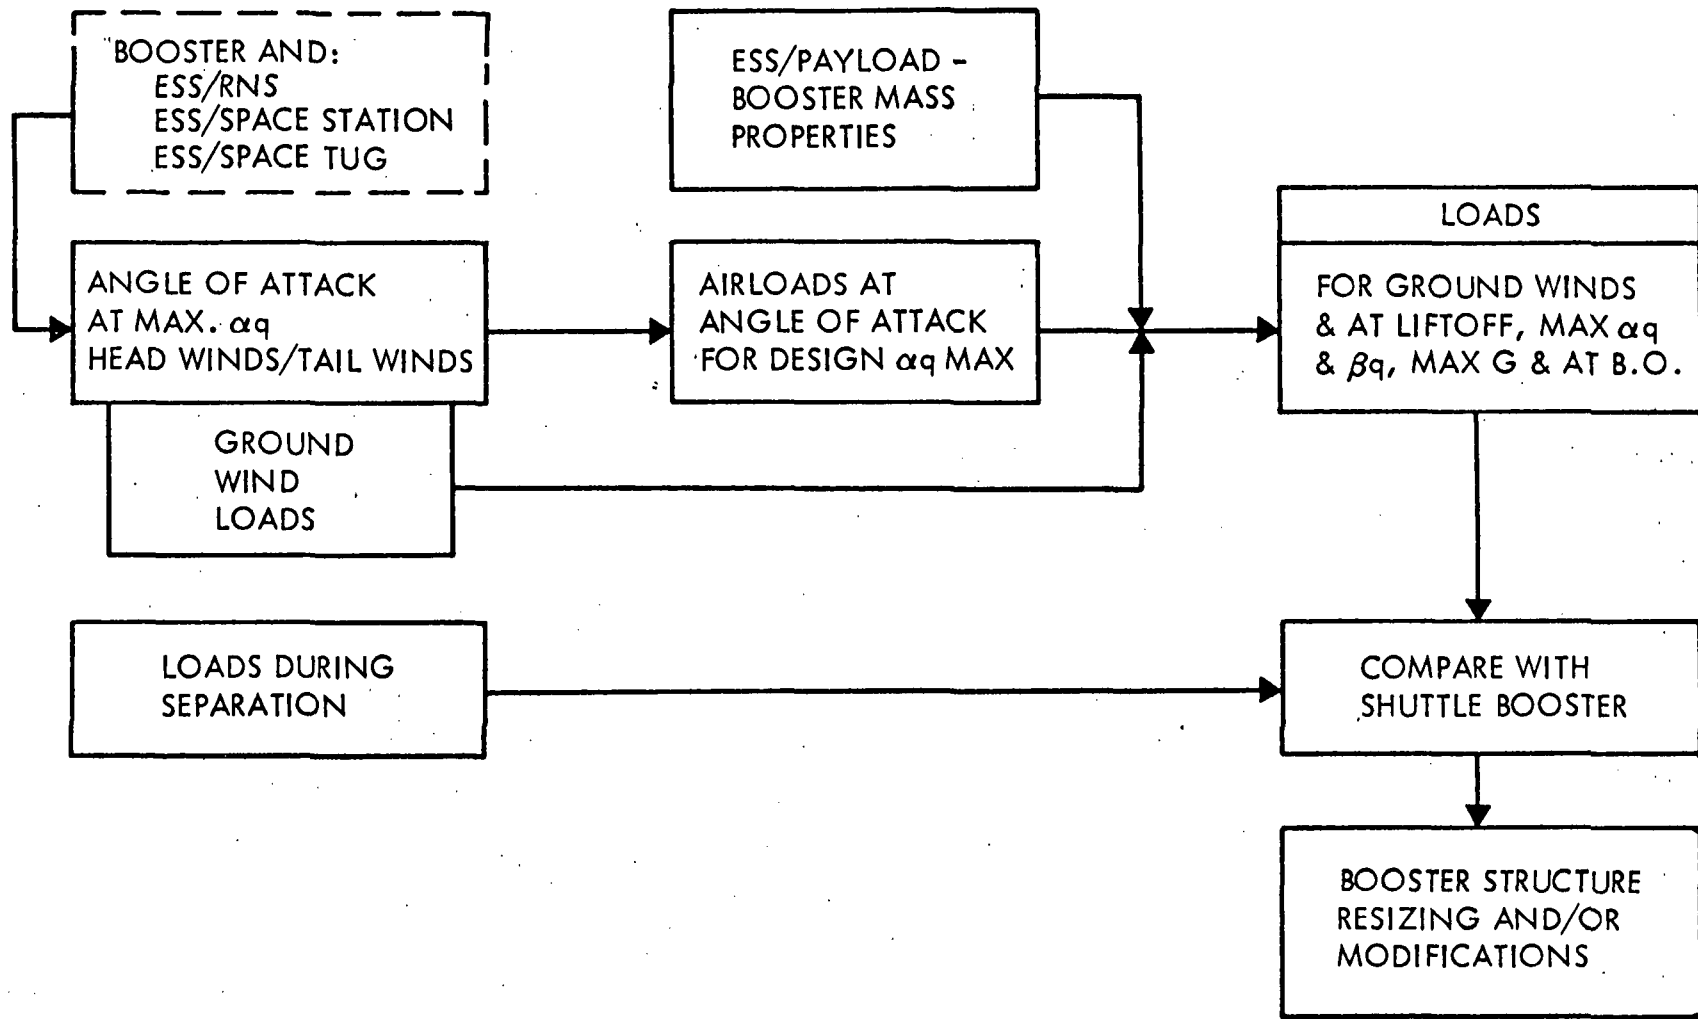 BOOSTER AND:
ESS/RNS
ESS/SPACE STATION
ESS/SPACE TUG
ESS/PAYLOAD -
BOOSTER MASS
PROPERTIES
ANGLE OF ATTACK
AT MAX. αq
HEAD WINDS/TAIL WINDS
GROUND
WIND
LOADS
AIRLOADS AT
ANGLE OF ATTACK
FOR DESIGN αq MAX
LOADS
FOR GROUND WINDS
& AT LIFTOFF, MAX αq
& βq, MAX G & AT B.O.
LOADS DURING
SEPARATION
COMPARE WITH
SHUTTLE BOOSTER
BOOSTER STRUCTURE
RESIZING AND/OR
MODIFICATIONS